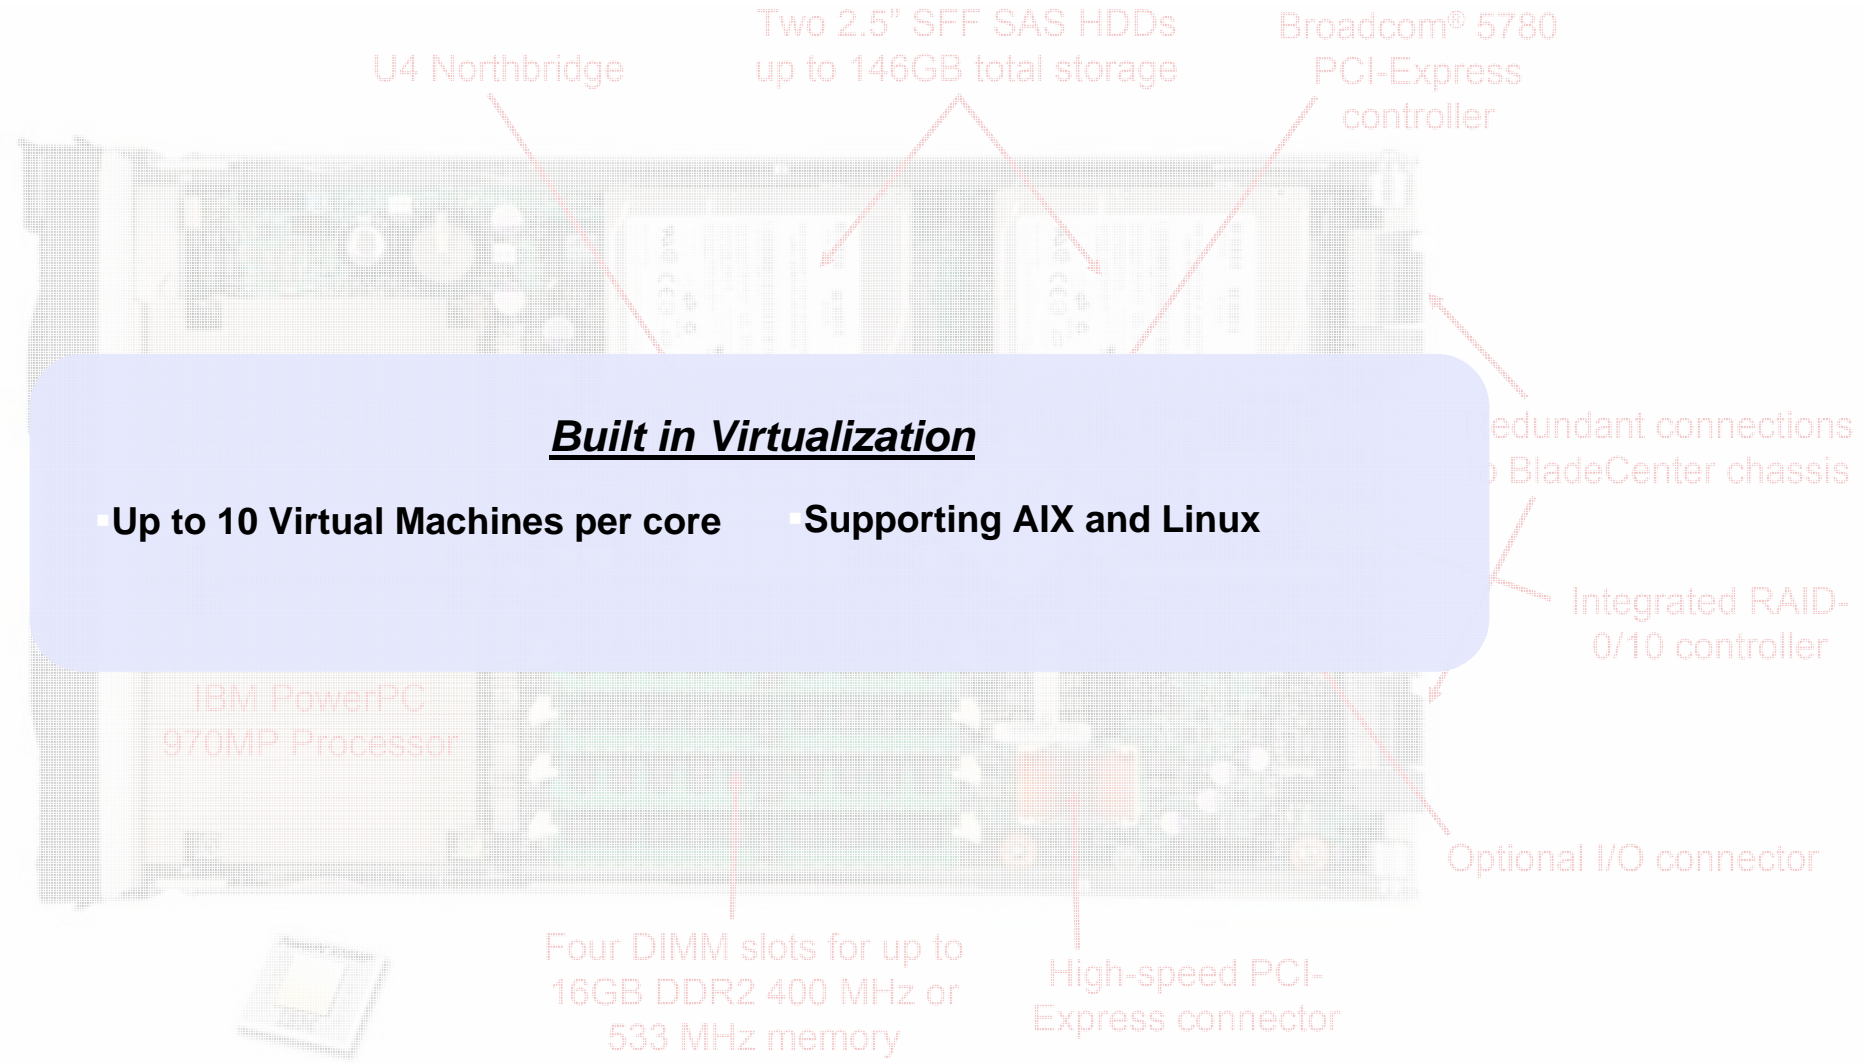 Two 2.5” SFF SAS HDDs
up to 146GB total storage
Broadcom® 5780
PCI-Express
controller
U4 Northbridge
Built in Virtualization
▪Up to 10 Virtual Machines per core
▪Supporting AIX and Linux
connections
BladeCenter chassis
Integrated RAID-
0/10 controller
IBM PowerPC
970MP Processor
Optional I/O connector
Four DIMM slots for up to
16GB DDR2 400 MHz or
533 MHz memory
High-speed PCI-
Express connector